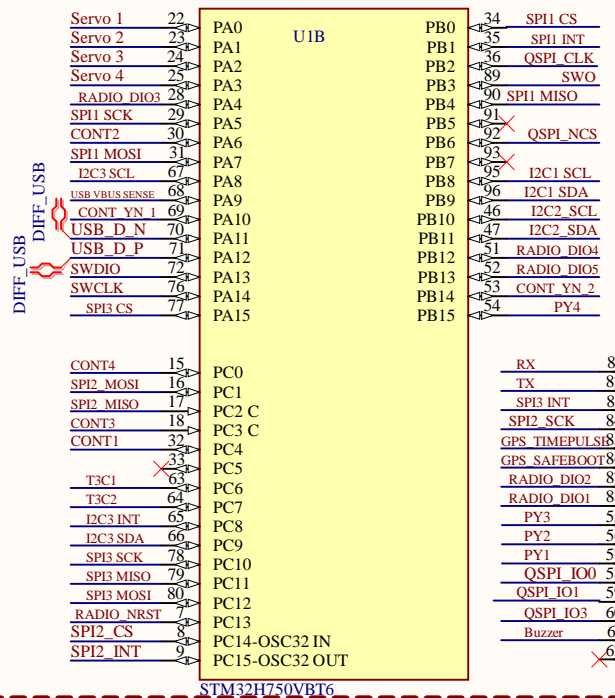 U1B
Servo 1 22 PA0
Servo 2 23 PA1
Servo 3 24 PA2
Servo 4 25 PA3
RADIO_DIO3 28 PA4
SPI1 SCK 29 PA5
CONT2 30 PA6
SPI1 MOSI 31 PA7
I2C3 SCL 67 PA8
USB VBUS SENSE 68 PA9
CONT_YN_1 69 PA10
USB_D_N 70 PA11
USB_D_P 71 PA12
SWDIO 72 PA13
SWCLK 76 PA14
SPI3 CS 77 PA15
DIFF_USB
DIFF_USB
PB0 34 SPI1 CS
PB1 35 SPI1 INT
PB2 36 QSPI_CLK
PB3 89 SWO
PB4 90 SPI1 MISO
PB5 91
PB6 92 QSPI_NCS
PB7 93
PB8 95 I2C1 SCL
PB9 96 I2C1 SDA
PB10 46 I2C2_SCL
PB11 47 I2C2_SDA
PB12 51 RADIO_DIO4
PB13 52 RADIO_DIO5
PB14 53 CONT_YN_2
PB15 54 PY4
CONT4 15 PC0
SPI2_MOSI 16 PC1
SPI2_MISO 17 PC2 C
CONT3 18 PC3 C
CONT1 32 PC4
33 PC5
T3C1 63 PC6
T3C2 64 PC7
I2C3 INT 65 PC8
I2C3 SDA 66 PC9
SPI3 SCK 78 PC10
SPI3 MISO 79 PC11
SPI3 MOSI 80 PC12
RADIO_NRST 7 PC13
SPI2_CS 8 PC14-OSC32 IN
SPI2_INT 9 PC15-OSC32 OUT
STM32H750VBT6
RX
TX
SPI3 INT
SPI2_SCK
GPS_TIMEPULSE
GPS_SAFEBOOT
RADIO_DIO2
RADIO_DIO1
PY3
PY2
PY1
QSPI_IO0
QSPI_IO1
QSPI_IO3
Buzzer